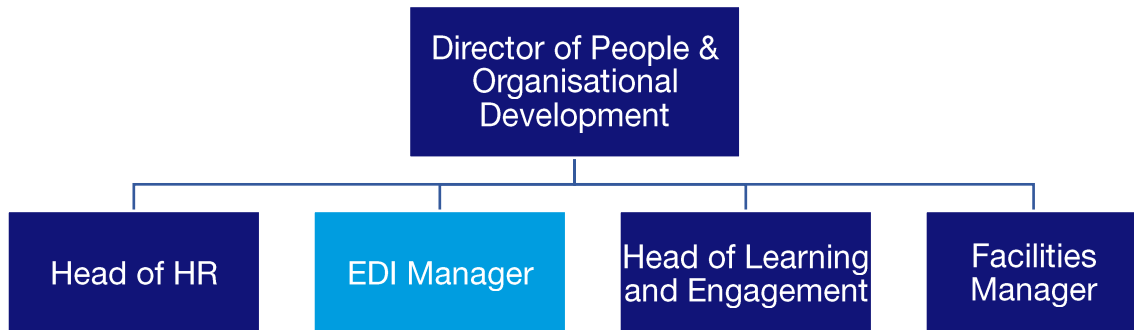 Director of People &
Organisational
Development
Head of HR
EDI Manager
Head of Learning
and Engagement
Facilities
Manager